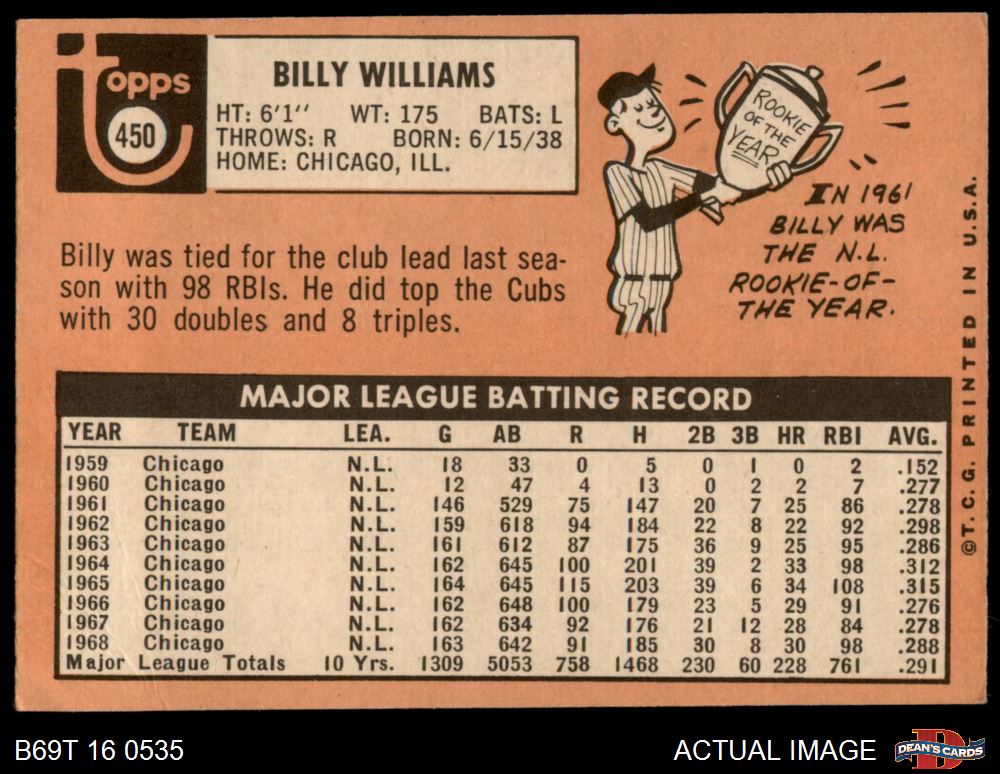 Topps
450
BILLY WILLIAMS
HT: 6'1'' WT: 175 BATS: L
THROWS: R BORN: 6/15/38
HOME: CHICAGO, ILL.
ROOKIE
OF THE
YEAR
IN 1961
BILLY WAS
THE N.L.
ROOKIE-OF-
THE YEAR.
Billy was tied for the club lead last sea-
son with 98 RBIs. He did top the Cubs
with 30 doubles and 8 triples.
MAJOR LEAGUE BATTING RECORD
YEAR TEAM LEA. G AB R H 2B 3B HR RBI AVG.
1959 Chicago N.L. 18 33 0 5 0 1 0 2 .152
1960 Chicago N.L. 12 47 4 13 0 2 2 7 .277
1961 Chicago N.L. 146 529 75 147 20 7 25 86 .278
1962 Chicago N.L. 159 618 94 184 22 8 22 92 .298
1963 Chicago N.L. 161 612 87 175 36 9 25 95 .286
1964 Chicago N.L. 162 645 100 201 39 2 33 98 .312
1965 Chicago N.L. 164 645 115 203 39 6 34 108 .315
1966 Chicago N.L. 162 648 100 179 23 5 29 91 .276
1967 Chicago N.L. 162 634 92 176 21 12 28 84 .278
1968 Chicago N.L. 163 642 91 185 30 8 30 98 .288
Major League Totals 10 Yrs. 1309 5053 758 1468 230 60 228 761 .291
©T.C.G. PRINTED IN U.S.A.
B69T 16 0535
ACTUAL IMAGE
D
DEAN'S CARDS